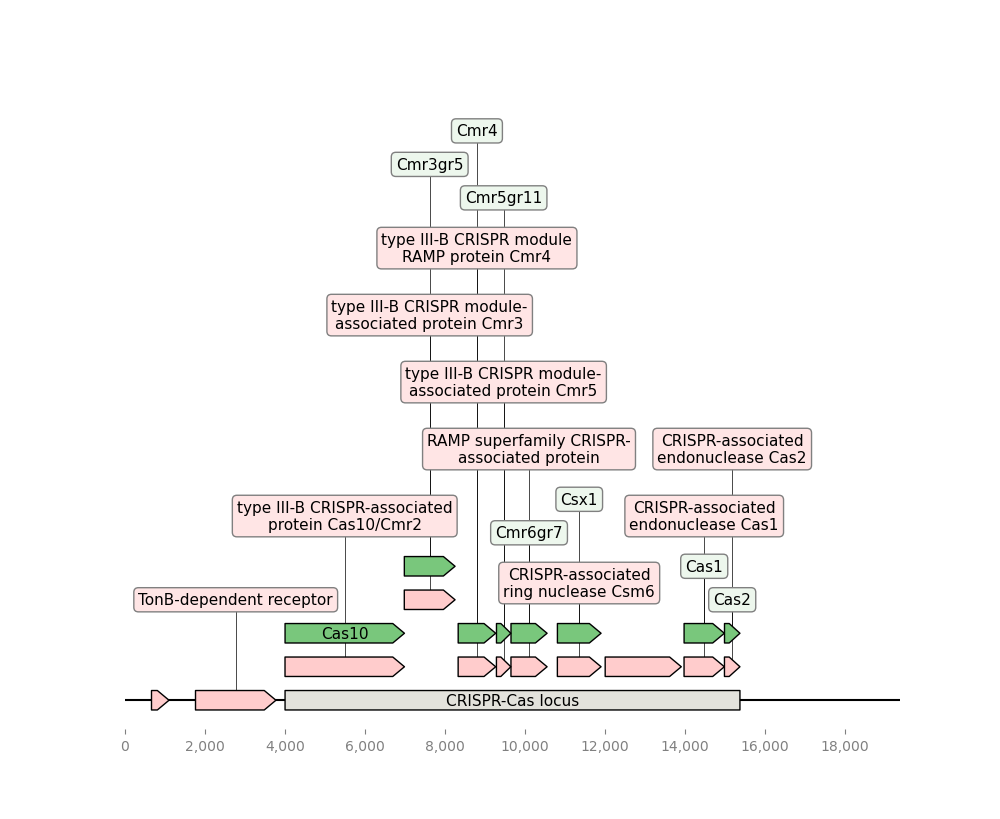 Cmr4
Cmr3gr5
Cmr5gr11
type III-B CRISPR module
RAMP protein Cmr4
type III-B CRISPR module-
associated protein Cmr3
type III-B CRISPR module-
associated protein Cmr5
RAMP superfamily CRISPR-
associated protein
CRISPR-associated
endonuclease Cas2
Csx1
type III-B CRISPR-associated
protein Cas10/Cmr2
CRISPR-associated
endonuclease Cas1
Cmr6gr7
Cas1
CRISPR-associated
ring nuclease Csm6
TonB-dependent receptor
Cas2
Cas10
CRISPR-Cas locus
0 2,000 4,000 6,000 8,000 10,000 12,000 14,000 16,000 18,000